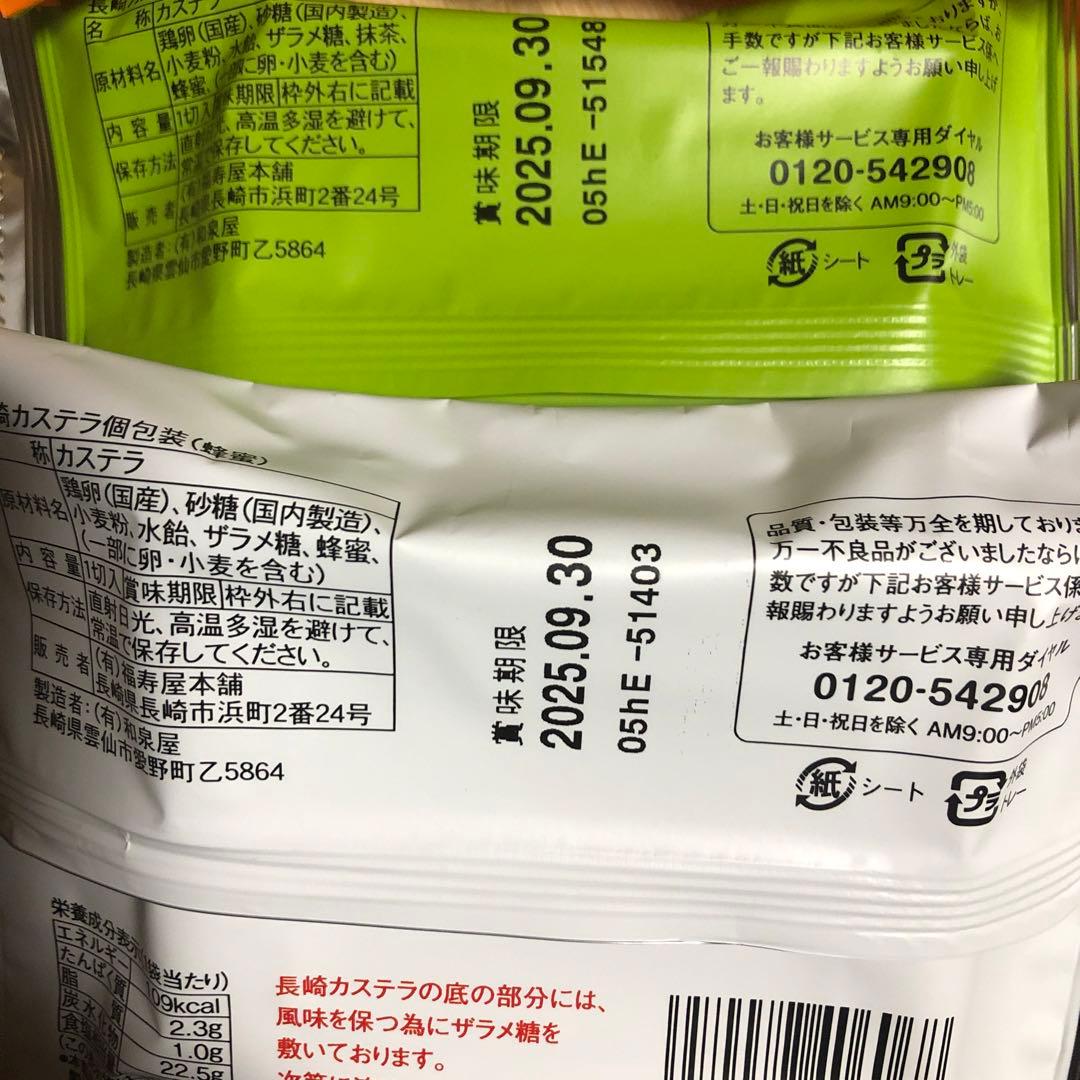 長崎カ
名 称 カステラ
原材料名 鶏卵(国産)、砂糖(国内製造)、
小麦粉、水飴、ザラメ糖、抹茶、
蜂蜜、(一部に卵・小麦を含む)
内容量 1切入 賞味期限 枠外右に記載
保存方法 直射日光、高温多湿を避けて、
常温で保存してください。
販売者 (有)福寿屋本舗
長崎県長崎市浜町2番24号
製造者:(有)和泉屋
長崎県雲仙市愛野町乙5864
賞味期限
2025.09.30
05hE -51548
手数ですが下記お客様サービス係へ
ご一報賜わりますようお願い申し上げ
ます。
お客様サービス専用ダイヤル
0120-542908
土・日・祝日を除く AM9:00〜PM5:00
紙 シート
プラ 外袋
トレー
崎カステラ個包装(蜂蜜)
称 カステラ
原材料名 鶏卵(国産)、砂糖(国内製造)、
小麦粉、水飴、ザラメ糖、蜂蜜、
(一部に卵・小麦を含む)
内容量 1切入 賞味期限 枠外右に記載
保存方法 直射日光、高温多湿を避けて、
常温で保存してください。
販売者 (有)福寿屋本舗
長崎県長崎市浜町2番24号
製造者:(有)和泉屋
長崎県雲仙市愛野町乙5864
賞味期限
2025.09.30
05hE -51403
品質・包装等万全を期しており
万一不良品がございましたならば
数ですが下記お客様サービス係
報賜わりますようお願い申し上げ
お客様サービス専用ダイヤル
0120-542908
土・日・祝日を除く AM9:00〜PM5:00
紙 シート
プラ 外袋
トレー
栄養成分表示(1袋当たり)
エネルギー 109kcal
たんぱく質 2.3g
脂質 1.0g
炭水化物 22.5g
食塩
長崎カステラの底の部分には、
風味を保つ為にザラメ糖を
敷いております。